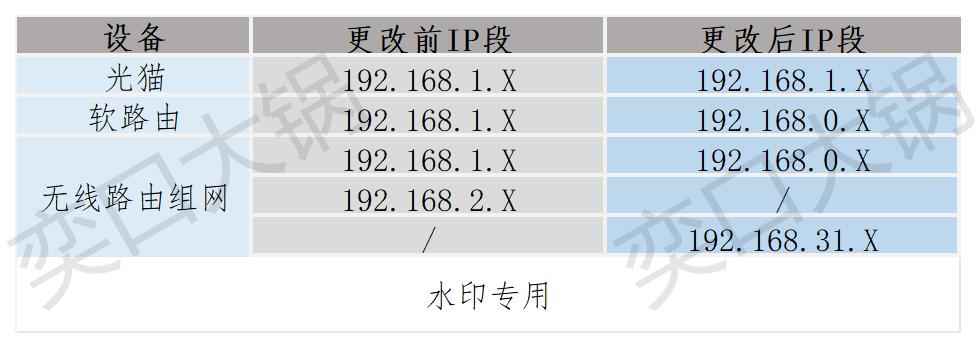 设备 更改前IP段 更改后IP段
光猫 192.168.1.X 192.168.1.X
软路由 192.168.1.X 192.168.0.X
无线路由组网 192.168.1.X 192.168.0.X
192.168.2.X /
/ 192.168.31.X
水印专用
奕口大锅 奕口大锅